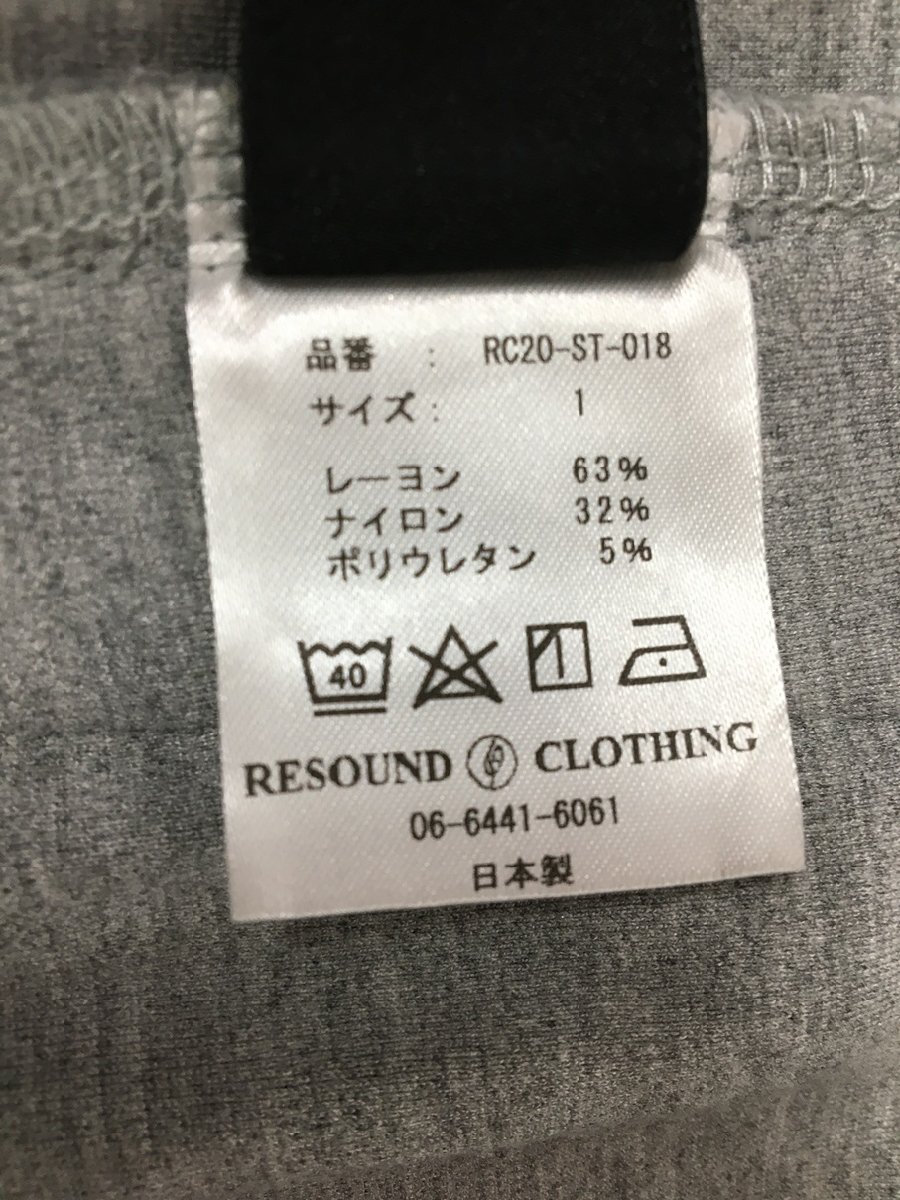 品番 : RC20-ST-018
サイズ: 1
レーヨン 63%
ナイロン 32%
ポリウレタン 5%
40
RESOUND CLOTHING
06-6441-6061
日本製